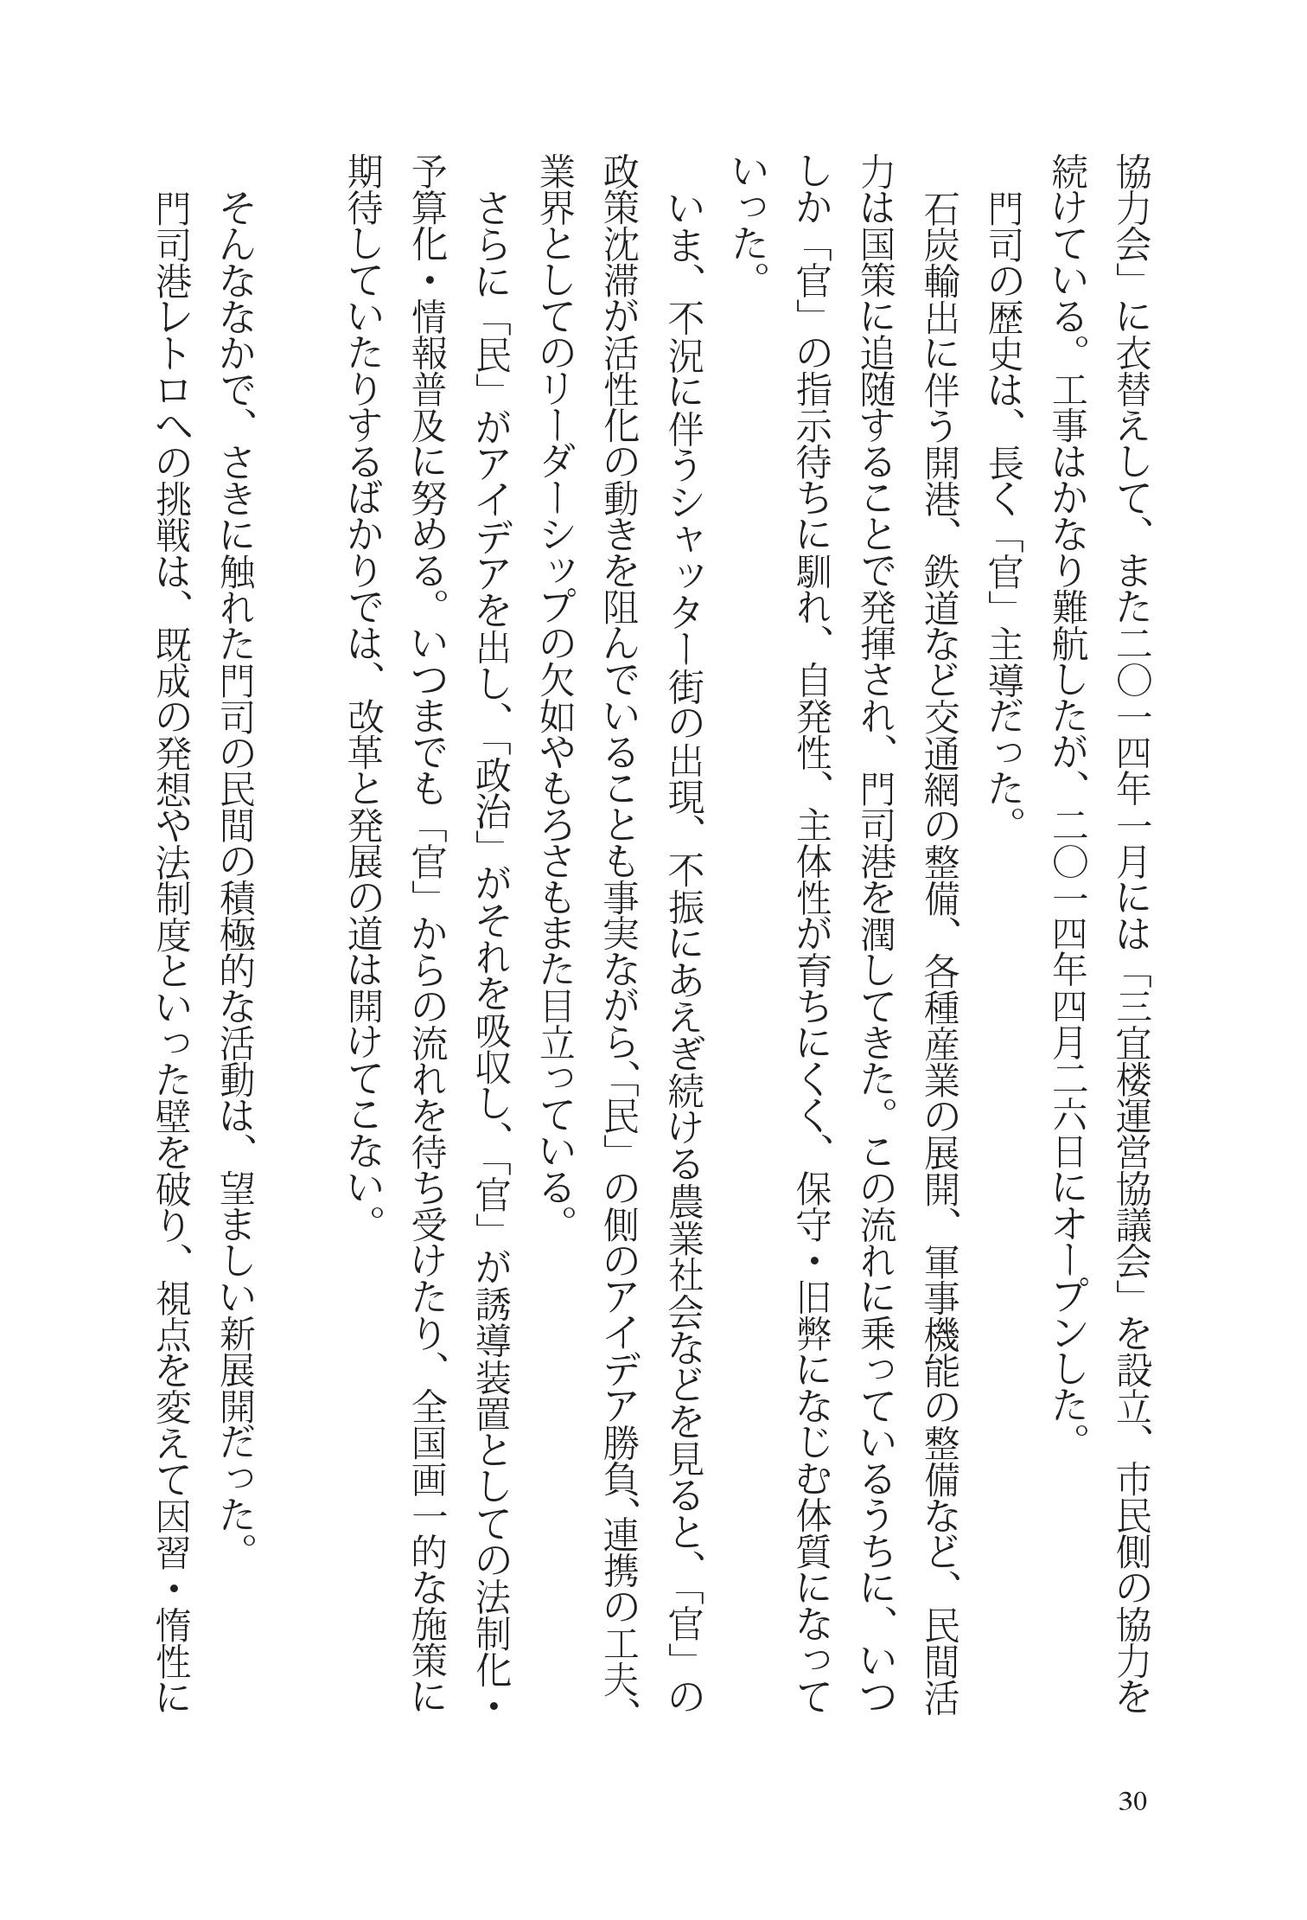 協力会」に衣替えして、また二〇一四年一月には「三宜楼運営協議会」を設立、市民側の協力を
続けている。工事はかなり難航したが、二〇一四年四月二六日にオープンした。
門司の歴史は、長く「官」主導だった。
石炭輸出に伴う開港、鉄道など交通網の整備、各種産業の展開、軍事機能の整備など、民間活
力は国策に追随することで発揮され、門司港を潤してきた。この流れに乗っているうちに、いつ
しか「官」の指示待ちに馴れ、自発性、主体性が育ちにくく、保守・旧弊になじむ体質になって
いった。
いま、不況に伴うシャッター街の出現、不振にあえぎ続ける農業社会などを見ると、「官」の
政策沈滞が活性化の動きを阻んでいることも事実ながら、「民」の側のアイデア勝負、連携の工夫、
業界としてのリーダーシップの欠如やもろさもまた目立っている。
さらに「民」がアイデアを出し、「政治」がそれを吸収し、「官」が誘導装置としての法制化・
予算化・情報普及に努める。いつまでも「官」からの流れを待ち受けたり、全国画一的な施策に
期待していたりするばかりでは、改革と発展の道は開けてこない。
そんななかで、さきに触れた門司の民間の積極的な活動は、望ましい新展開だった。
門司港レトロへの挑戦は、既成の発想や法制度といった壁を破り、視点を変えて因習・惰性に
30